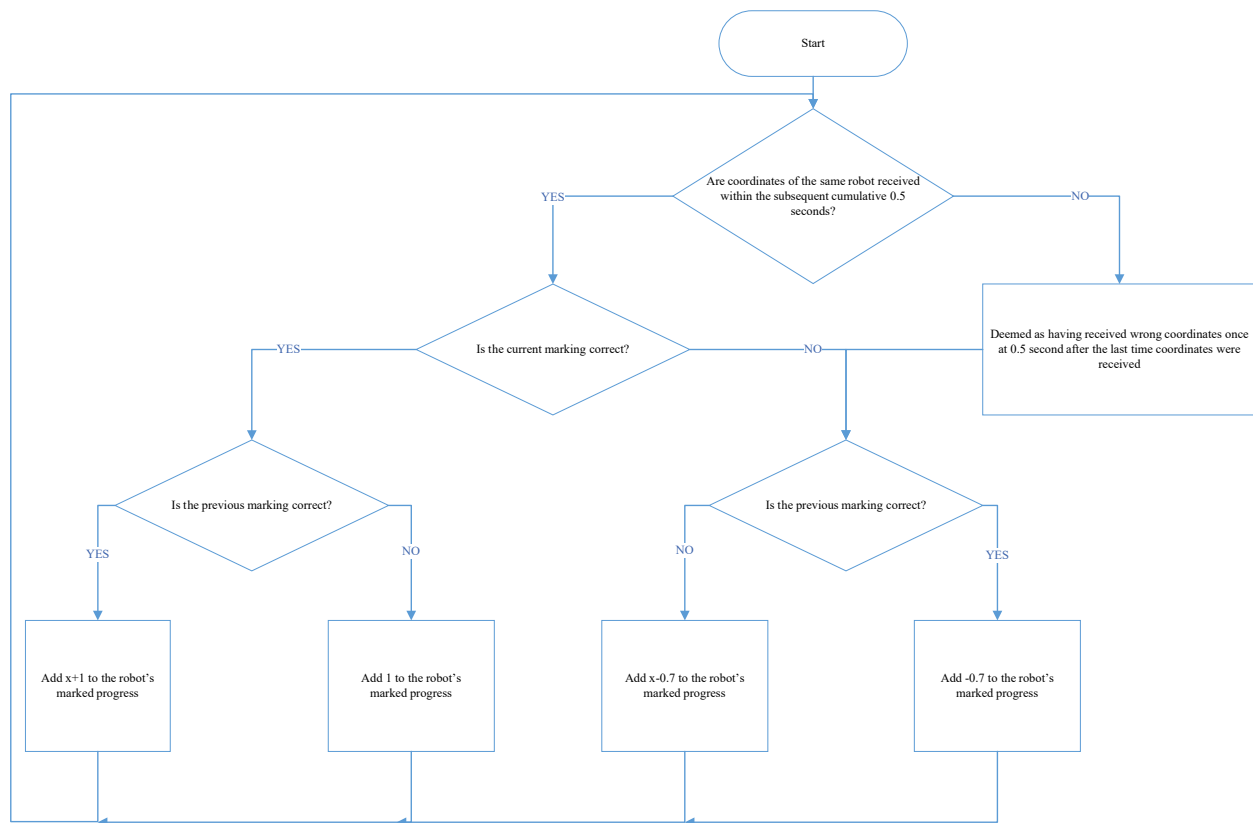 Start
Are coordinates of the same robot received
within the subsequent cumulative 0.5
seconds?
YES
NO
Is the current marking correct?
Deemed as having received wrong coordinates once
at 0.5 second after the last time coordinates were
received
YES
NO
Is the previous marking correct?
Is the previous marking correct?
YES
NO
NO
YES
Add x+1 to the robot’s
marked progress
Add 1 to the robot’s
marked progress
Add x-0.7 to the robot’s
marked progress
Add -0.7 to the robot’s
marked progress